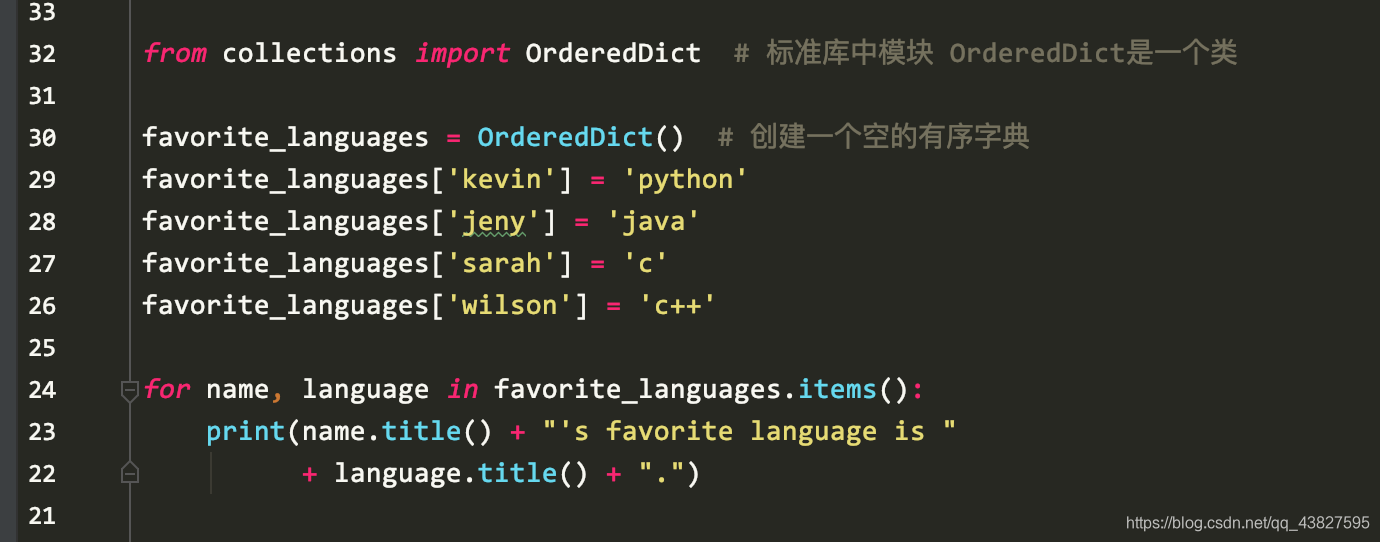 33
32 from collections import OrderedDict  # 标准库中模块 OrderedDict是一个类
31
30 favorite_languages = OrderedDict()  # 创建一个空的有序字典
29 favorite_languages['kevin'] = 'python'
28 favorite_languages['jeny'] = 'java'
27 favorite_languages['sarah'] = 'c'
26 favorite_languages['wilson'] = 'c++'
25
24 for name, language in favorite_languages.items():
23     print(name.title() + "'s favorite language is "
22           + language.title() + ".")
21
https://blog.csdn.net/qq_43827595